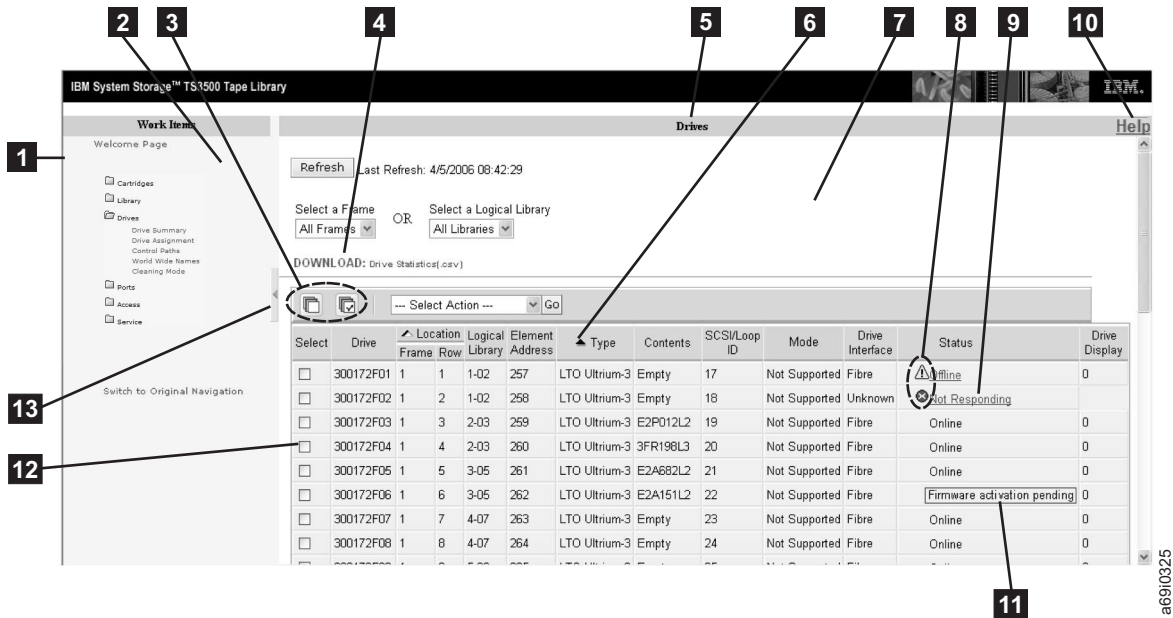 2 3 4 5 6 7 8 9 10
IBM System Storage™ TS3500 Tape Library
IBM.
Work Items
Drives
Help
1
Welcome Page
Cartridges
Library
Drives
Drive Summary
Drive Assignment
Control Paths
World Wide Names
Cleaning Mode
Ports
Access
Service
Switch to Original Navigation
Refresh Last Refresh: 4/5/2006 08:42:29
Select a Frame OR Select a Logical Library
All Frames All Libraries
DOWNLOAD: Drive Statistics(.csv)
--- Select Action --- Go
Select Drive Location Frame Row Logical Library Element Address Type Contents SCSI/Loop ID Mode Drive Interface Status Drive Display
300172F01 1 1 1-02 257 LTO Ultrium-3 Empty 17 Not Supported Fibre Offline 0
300172F02 1 2 1-02 258 LTO Ultrium-3 Empty 18 Not Supported Unknown Not Responding
300172F03 1 3 2-03 259 LTO Ultrium-3 E2P012L2 19 Not Supported Fibre Online 0
300172F04 1 4 2-03 260 LTO Ultrium-3 3FR198L3 20 Not Supported Fibre Online 0
300172F05 1 5 3-05 261 LTO Ultrium-3 E2A682L2 21 Not Supported Fibre Online 0
300172F06 1 6 3-05 262 LTO Ultrium-3 E2A151L2 22 Not Supported Fibre Firmware activation pending 0
300172F07 1 7 4-07 263 LTO Ultrium-3 Empty 23 Not Supported Fibre Online 0
300172F08 1 8 4-07 264 LTO Ultrium-3 Empty 24 Not Supported Fibre Online 0
13
12
11
a69i0325